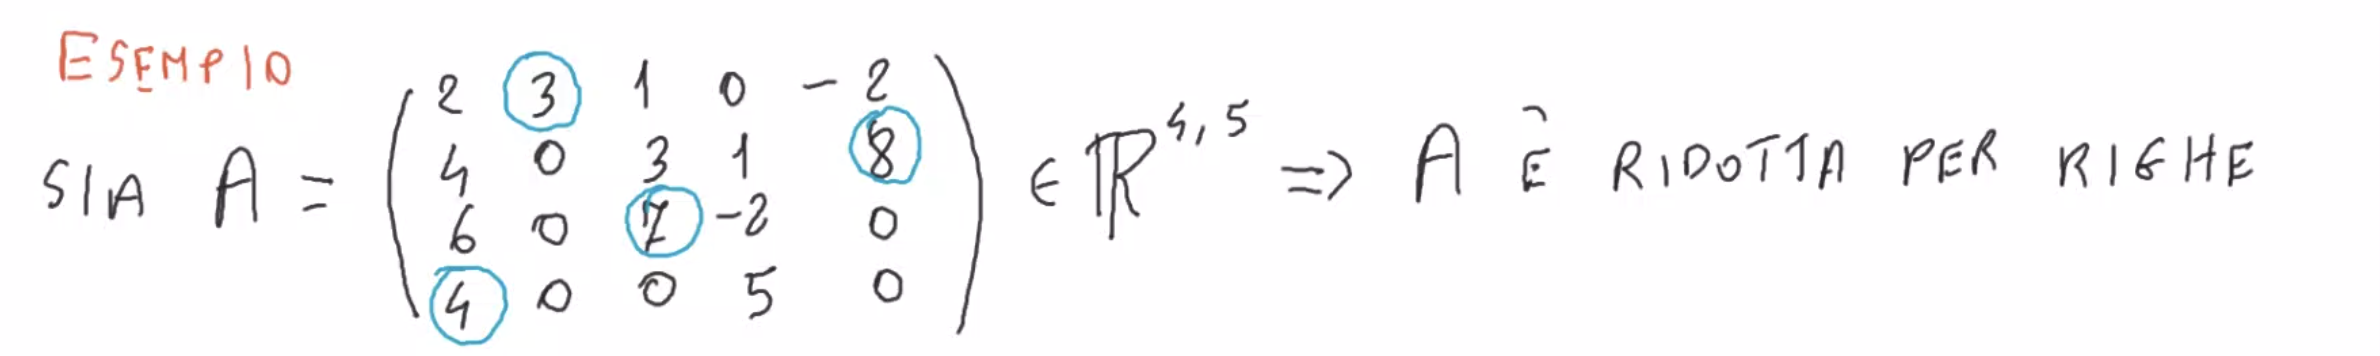 ESEMPIO
2 3 1 0 -2
4 0 3 1 8
SIA A = ∈ ℝ⁴,⁵ => A È RIDOTTA PER RIGHE
6 0 7 -2 0
4 0 0 5 0